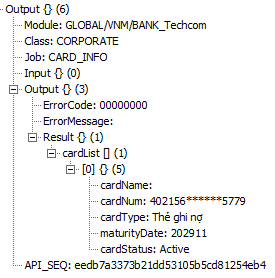 Output {} (6)
Module: GLOBAL/VNM/BANK_Techcom
Class: CORPORATE
Job: CARD_INFO
Input {} (0)
Output {} (3)
ErrorCode: 00000000
ErrorMessage:
Result {} (1)
cardList [] (1)
[0] {} (5)
cardName:
cardNum: 402156******5779
cardType: Thẻ ghi nợ
maturityDate: 202911
cardStatus: Active
API_SEQ: eedb7a3373b21dd53105b5cd81254eb4